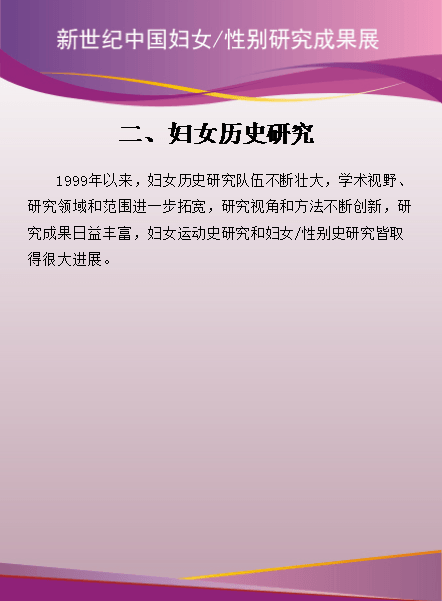 新世纪中国妇女/性别研究成果展
二、妇女历史研究
1999年以来，妇女历史研究队伍不断壮大，学术视野、
研究领域和范围进一步拓宽，研究视角和方法不断创新，研
究成果日益丰富，妇女运动史研究和妇女/性别史研究皆取
得很大进展。